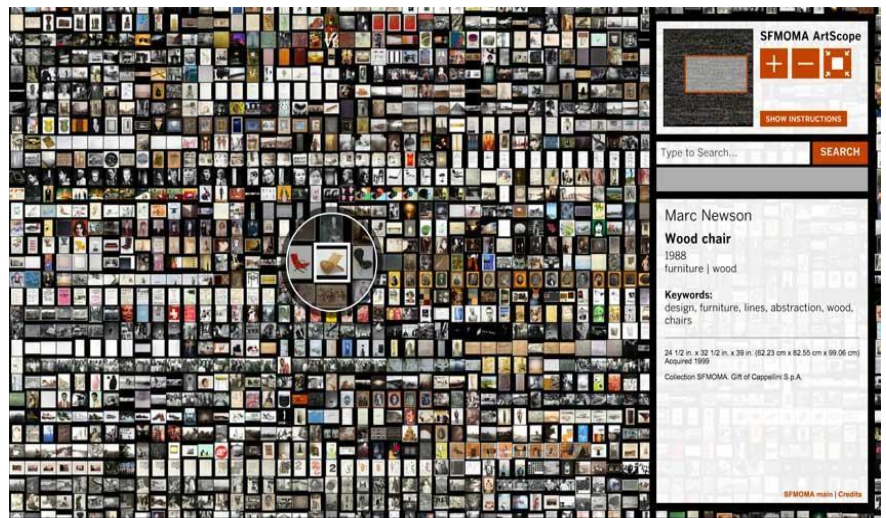 SFMOMA ArtScope
SHOW INSTRUCTIONS
Type to Search...
SEARCH
Marc Newson
Wood chair
1988
furniture | wood
Keywords:
design, furniture, lines, abstraction, wood,
chairs
24 1/2 in. x 32 1/2 in. x 39 in. (62.23 cm x 82.55 cm x 99.06 cm)
Acquired 1999
Collection SFMOMA. Gift of Cappellini S.p.A.
SFMOMA main | Credits